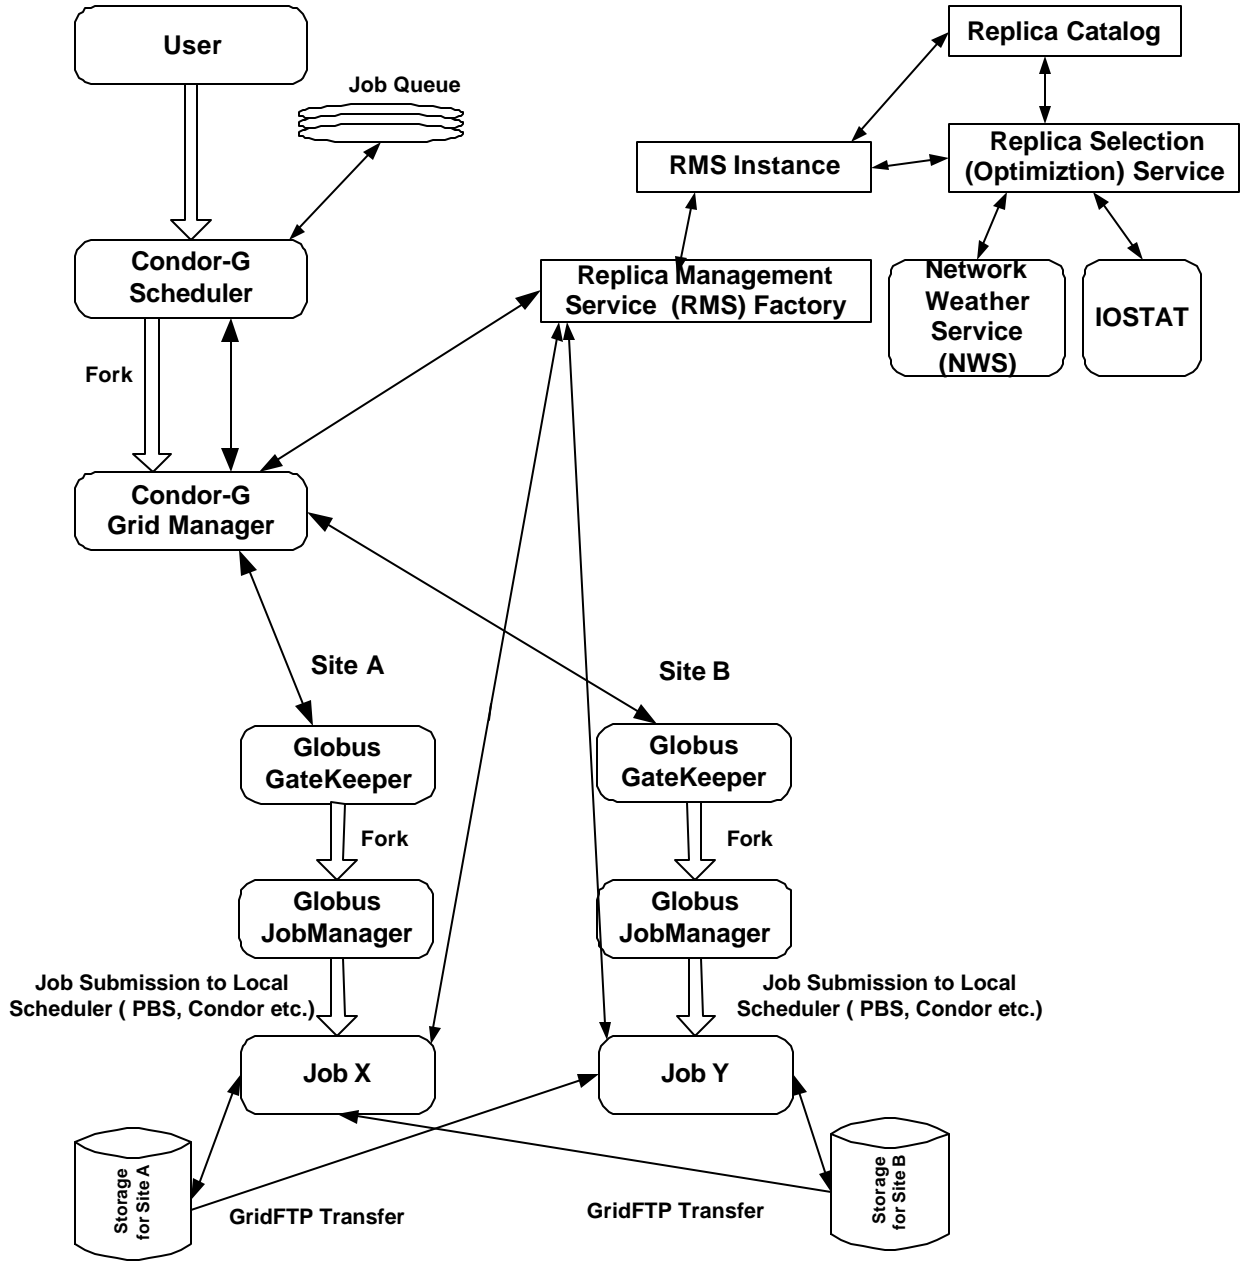 User
Replica Catalog
Job Queue
RMS Instance
Replica Selection
(Optimiztion) Service
Condor-G
Scheduler
Replica Management
Service (RMS) Factory
Network
Weather
Service
(NWS)
IOSTAT
Fork
Condor-G
Grid Manager
Site A
Site B
Globus
GateKeeper
Globus
GateKeeper
Fork
Fork
Globus
JobManager
Globus
JobManager
Job Submission to Local
Scheduler ( PBS, Condor etc.)
Job Submission to Local
Scheduler ( PBS, Condor etc.)
Job X
Job Y
Storage
for Site A
Storage
for Site B
GridFTP Transfer
GridFTP Transfer